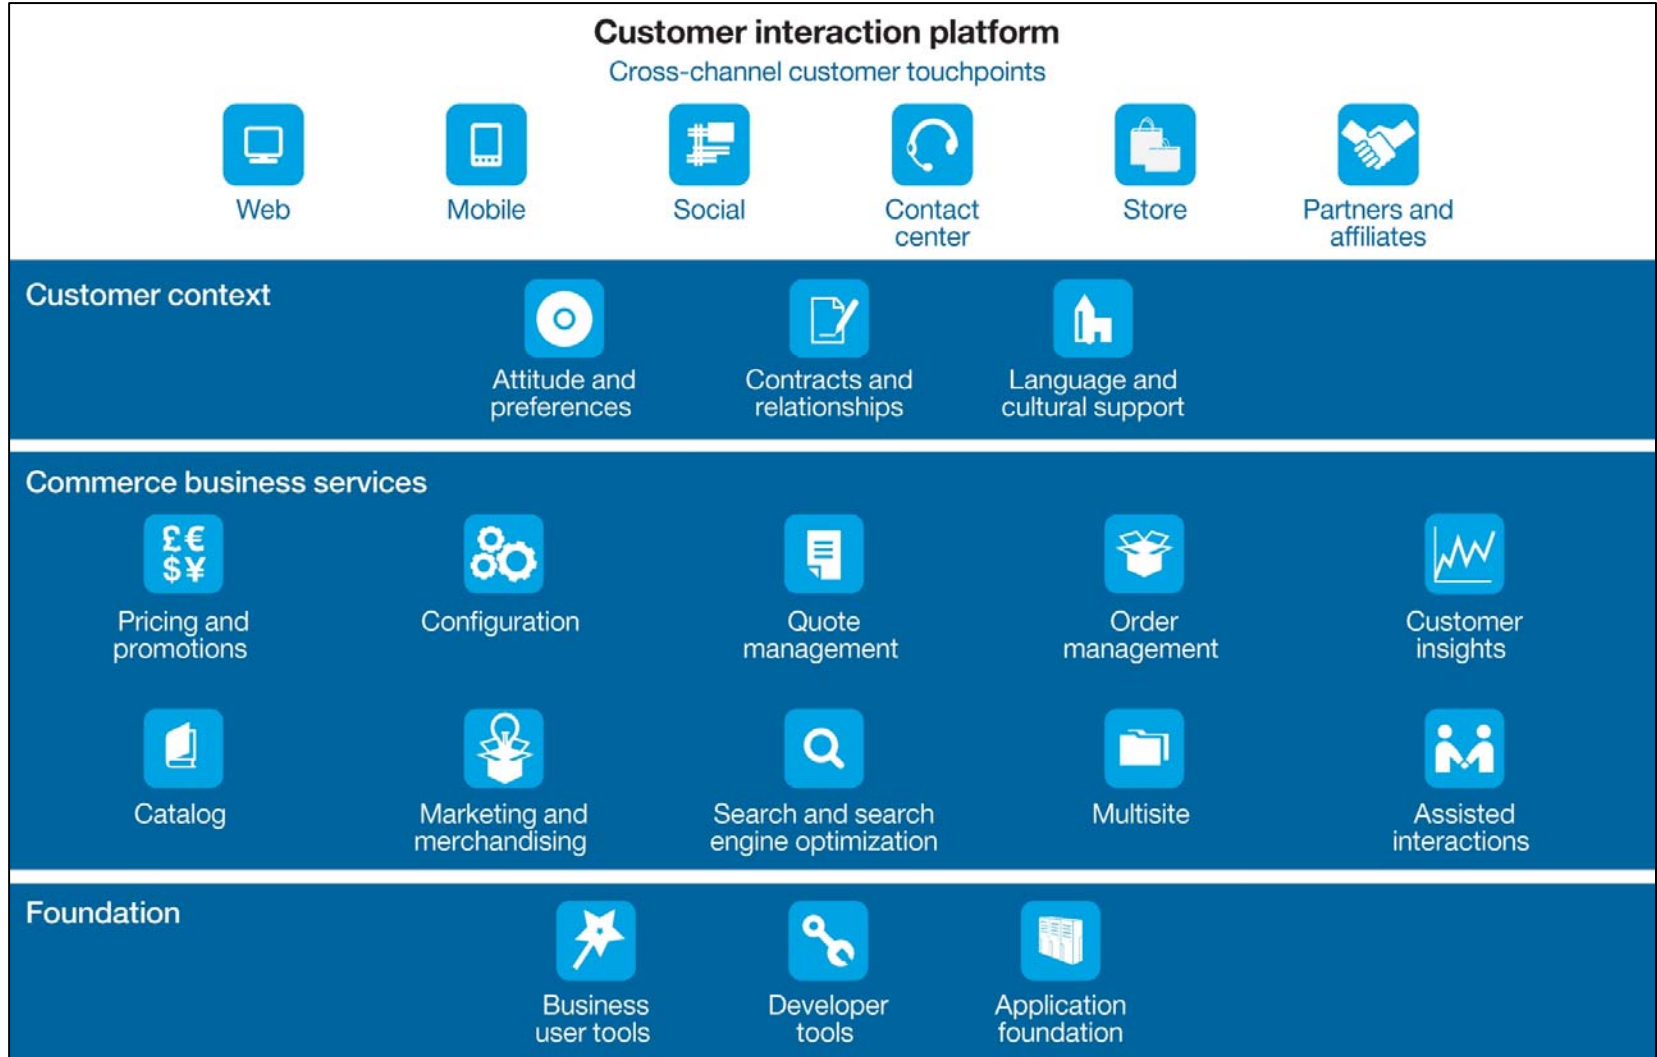 Customer interaction platform
Cross-channel customer touchpoints
Web
Mobile
Social
Contact
center
Store
Partners and
affiliates
Customer context
Attitude and
preferences
Contracts and
relationships
Language and
cultural support
Commerce business services
£€
$¥
Pricing and
promotions
Configuration
Quote
management
Order
management
Customer
insights
Catalog
Marketing and
merchandising
Search and search
engine optimization
Multisite
Assisted
interactions
Foundation
Business
user tools
Developer
tools
Application
foundation